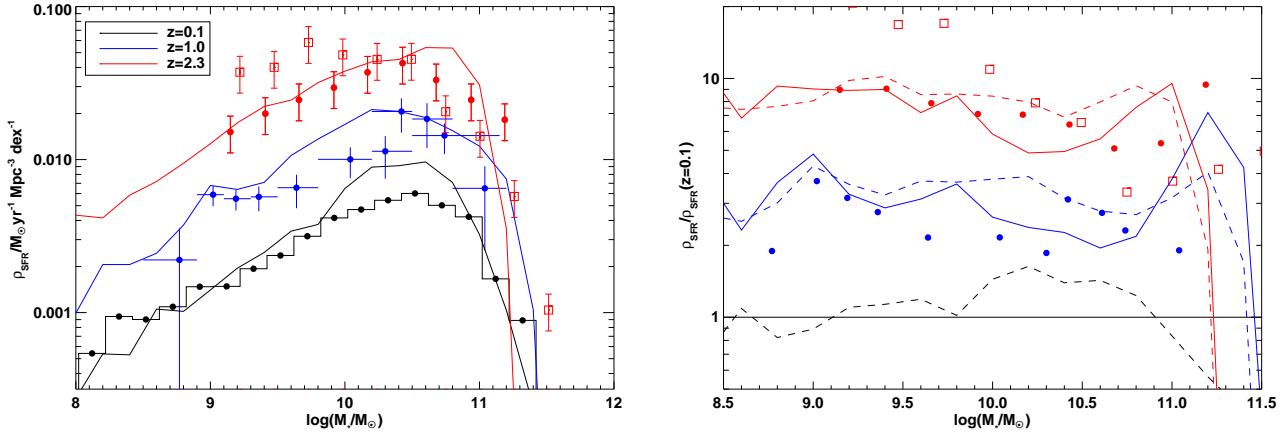 0.100
0.010
0.001
ρSFR/M☉ yr⁻¹ Mpc⁻³ dex⁻¹
z=0.1
z=1.0
z=2.3
8 9 10 11 12
log(M*/M☉)
10
1
ρSFR/ρSFR(z=0.1)
8.5 9.0 9.5 10.0 10.5 11.0 11.5
log(M*/M☉)